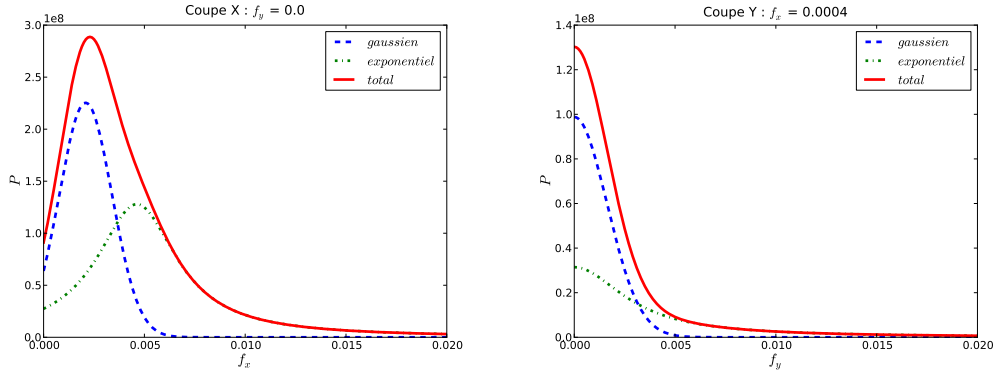 Coupe X : f_y = 0.0
1e8
3.0
2.5
2.0
1.5
1.0
0.5
0.0
P
gaussien
exponentiel
total
0.000 0.005 0.010 0.015 0.020
f_x
Coupe Y : f_x = 0.0004
1e8
1.4
1.2
1.0
0.8
0.6
0.4
0.2
0.0
P
gaussien
exponentiel
total
0.000 0.005 0.010 0.015 0.020
f_y